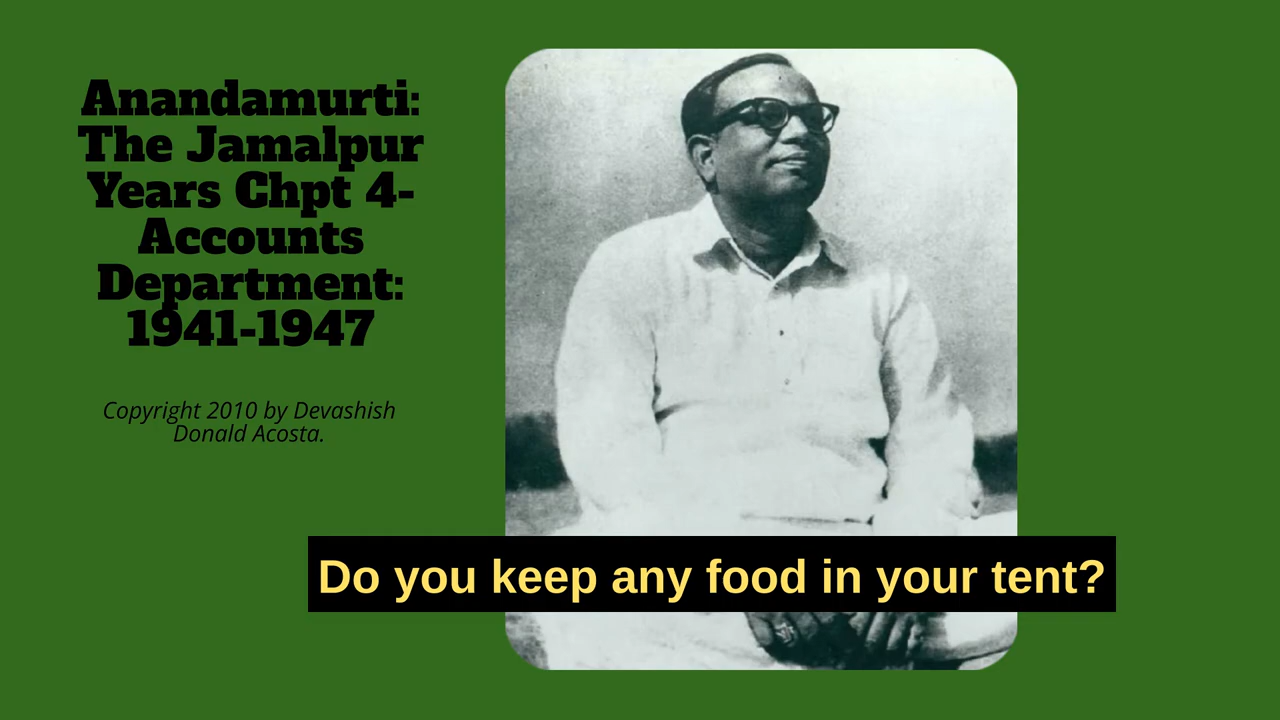 Anandamurti:
The Jamalpur
Years Chpt 4-
Accounts
Department:
1941-1947
Copyright 2010 by Devashish
Donald Acosta.
Do you keep any food in your tent?